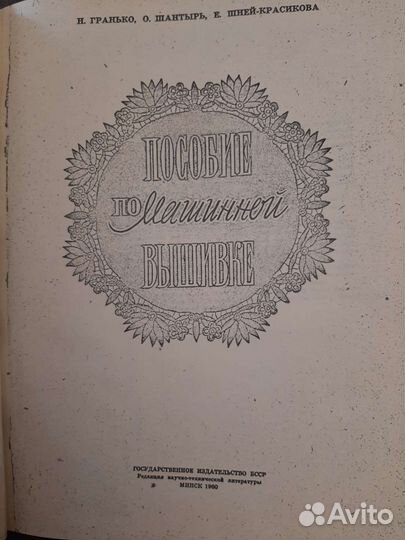 Н. ГРАНЬКО, О. ШАНТЫРЬ, Е. ШНЕЙ-КРАСИКОВА
ПОСОБИЕ
ПО Машинной
ВЫШИВКЕ
ГОСУДАРСТВЕННОЕ ИЗДАТЕЛЬСТВО БССР
Редакция научно-технической литературы
МИНСК 1960
Avito